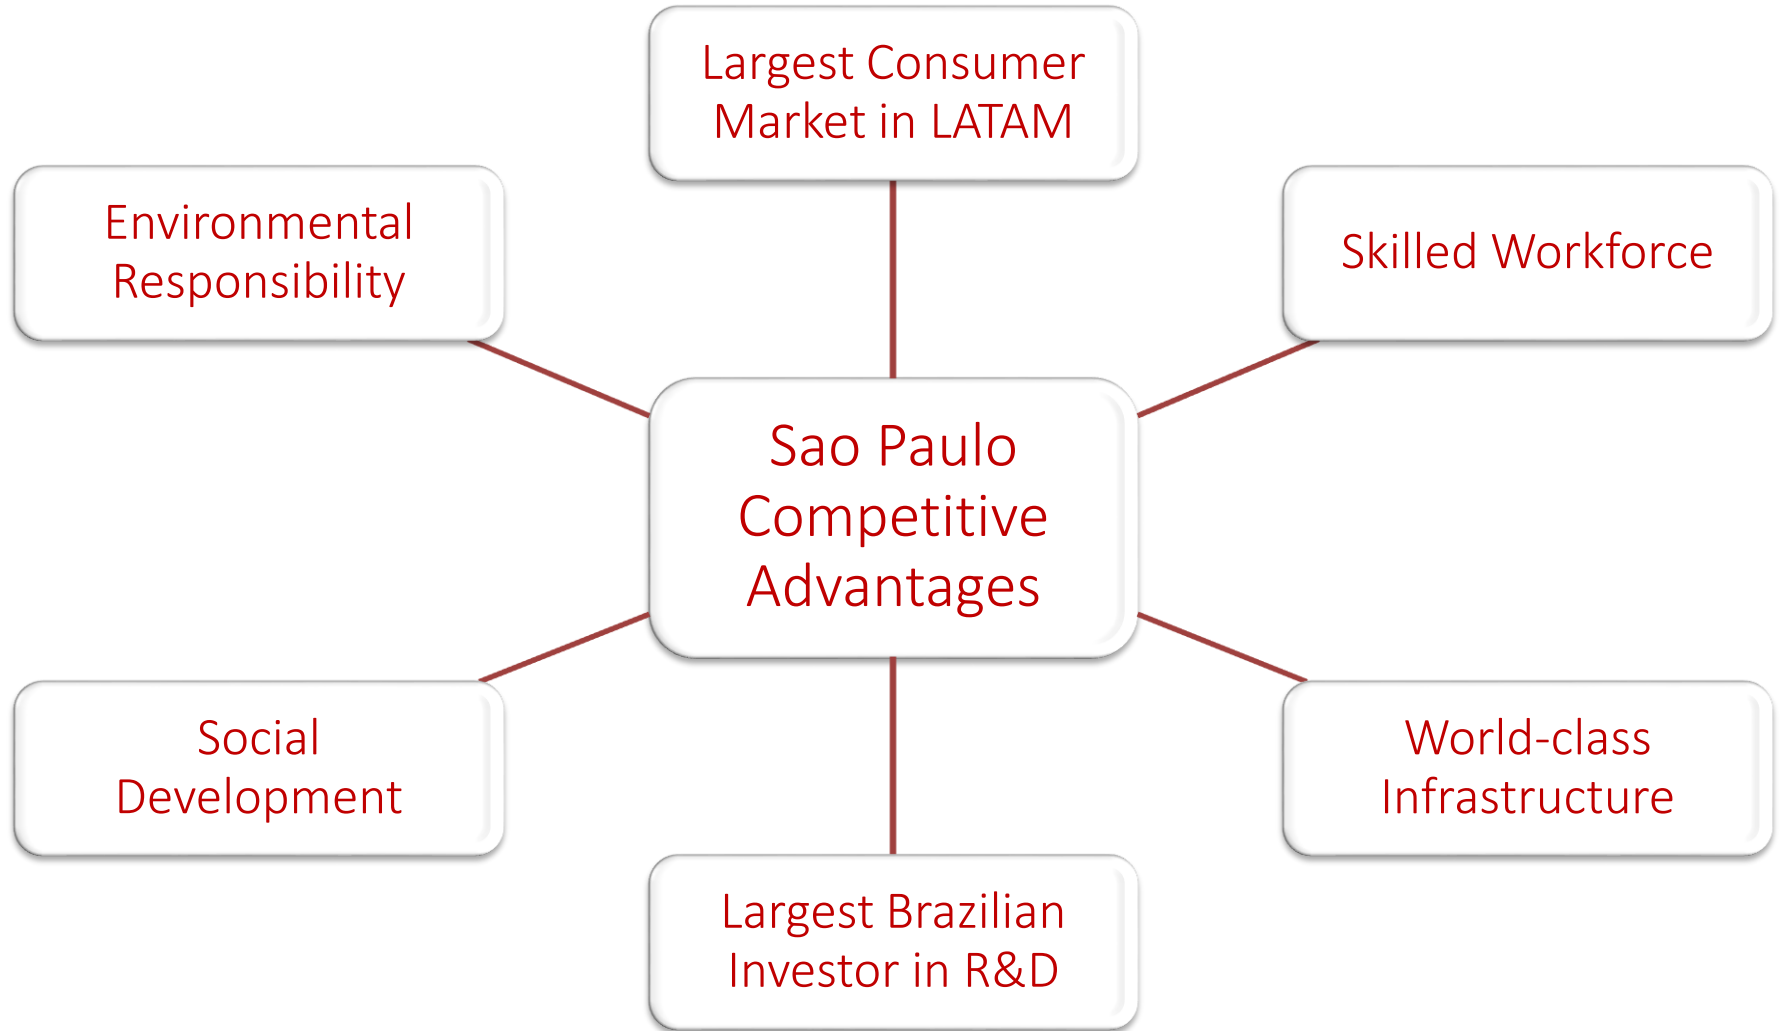 Largest Consumer
Market in LATAM
Environmental
Responsibility
Skilled Workforce
Sao Paulo
Competitive
Advantages
Social
Development
World-class
Infrastructure
Largest Brazilian
Investor in R&D